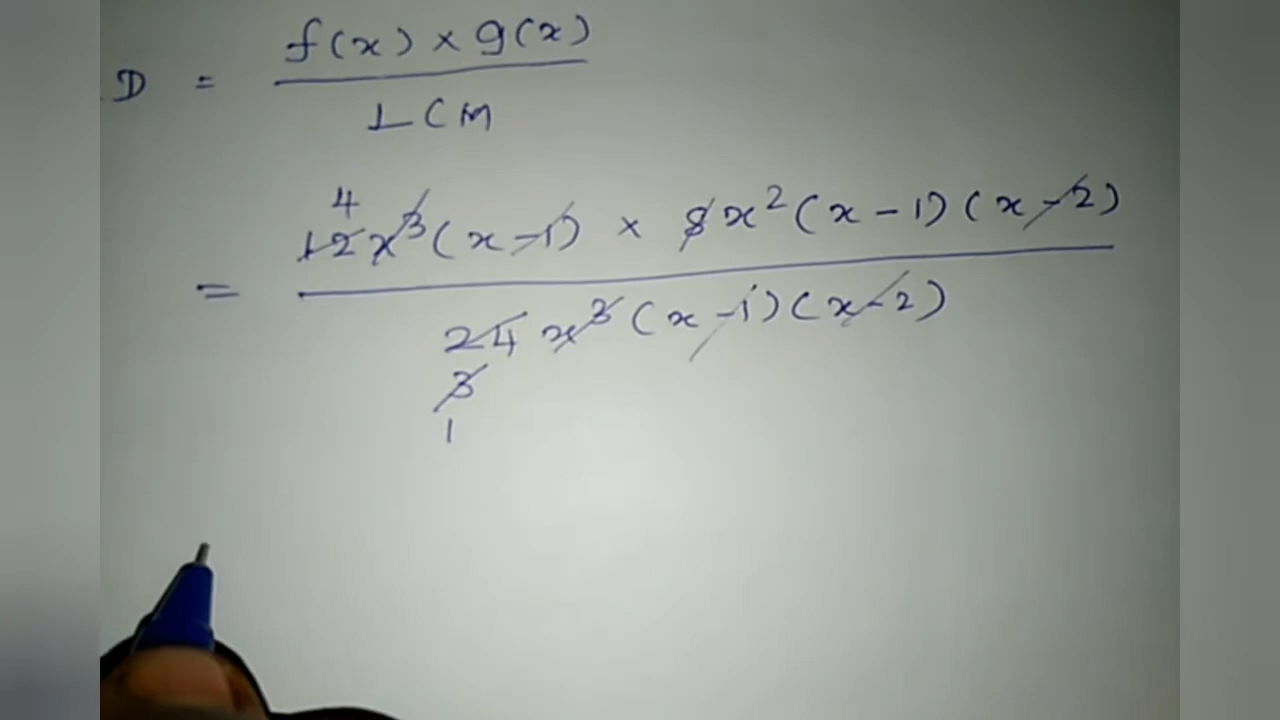 D = f(x) × g(x)
LCM
4
= 12x³(x-1) × 8x²(x-1)(x-2)
24x³(x-1)(x-2)
3
1